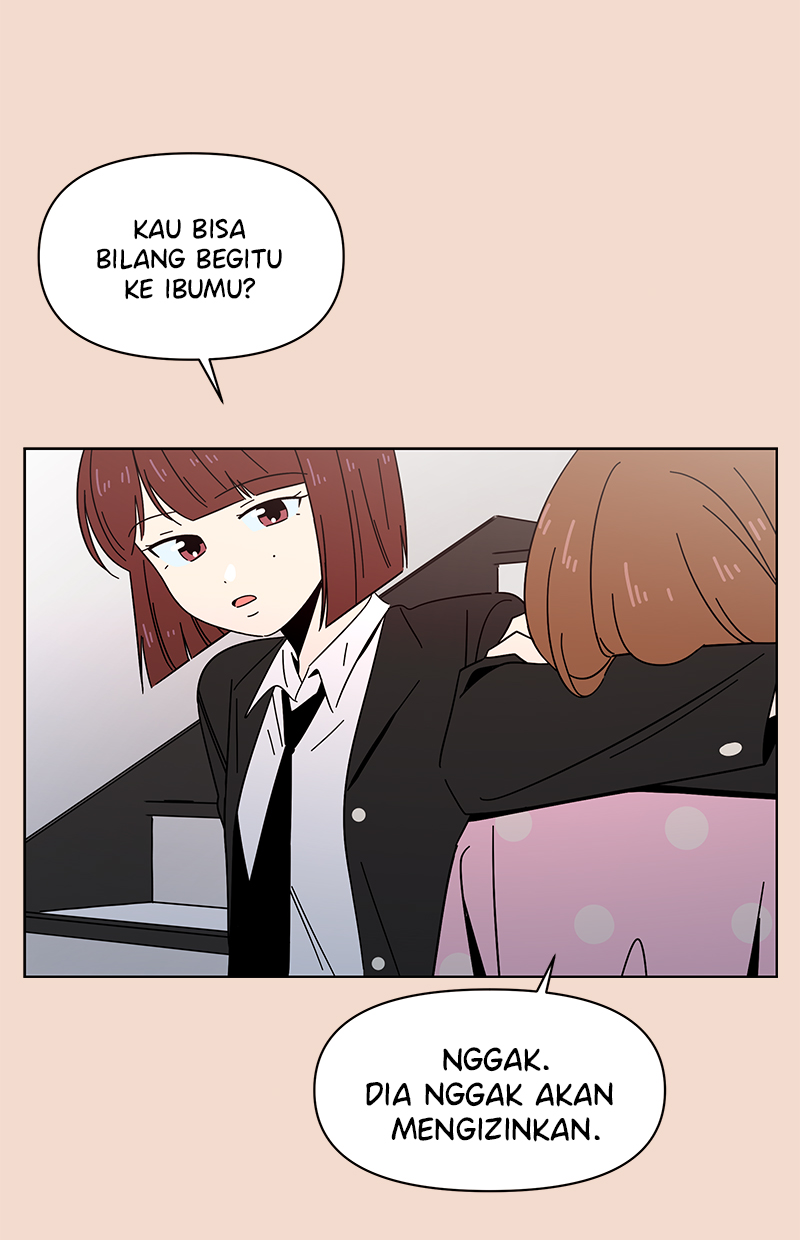 KAU BISA
BILANG BEGITU
KE IBUMU?
NGGAK.
DIA NGGAK AKAN
MENGIZINKAN.